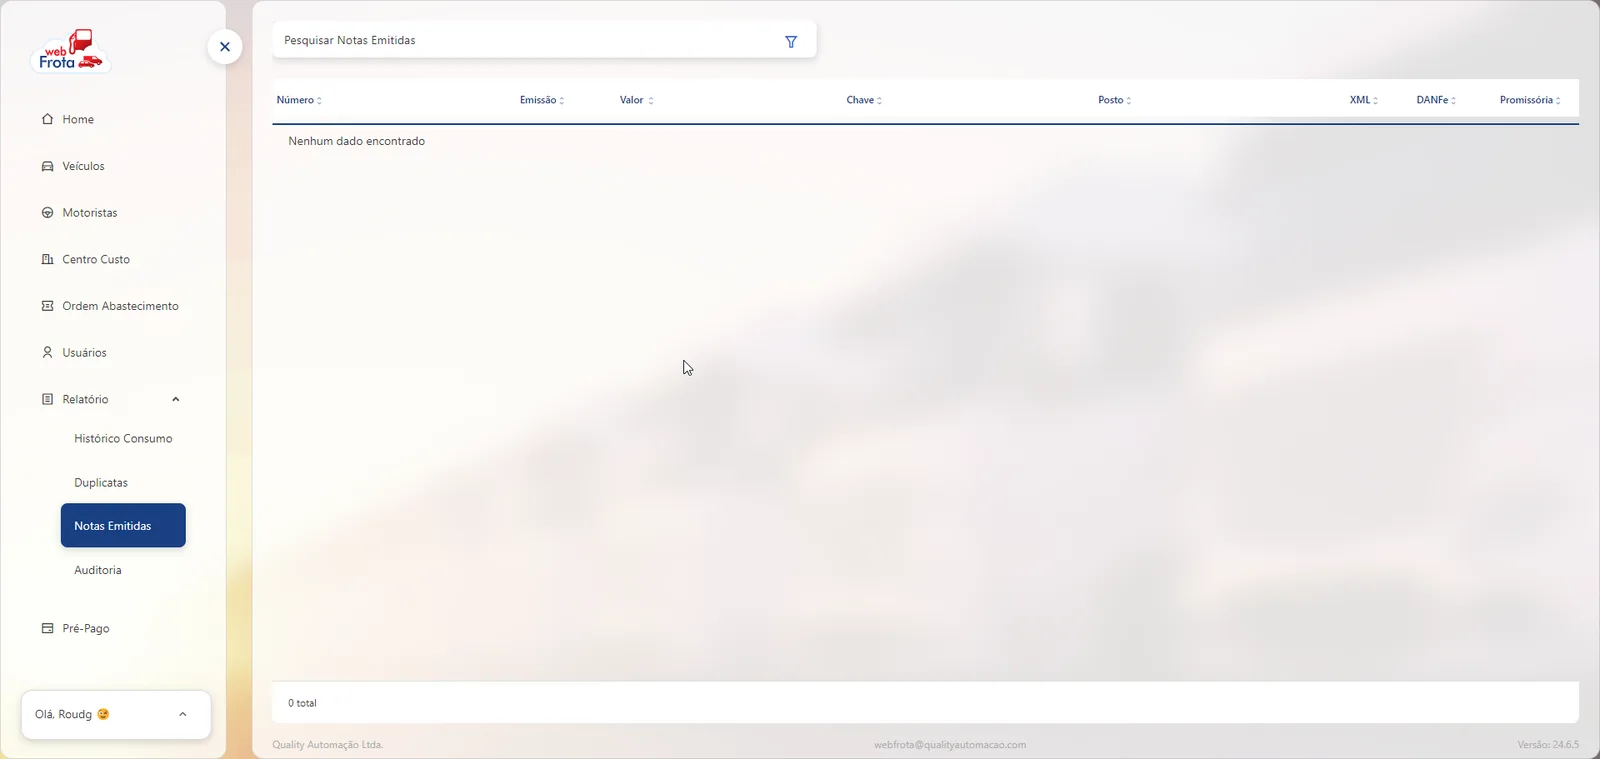 web
Frota
Home
Veículos
Motoristas
Centro Custo
Ordem Abastecimento
Usuários
Relatório
Histórico Consumo
Duplicatas
Notas Emitidas
Auditoria
Pré-Pago
Olá, Roudg 😉
Pesquisar Notas Emitidas
Número Emissão Valor Chave Posto XML DANFe Promissória
Nenhum dado encontrado
0 total
Quality Automação Ltda. webfrota@qualityautomacao.com Versão: 24.6.5